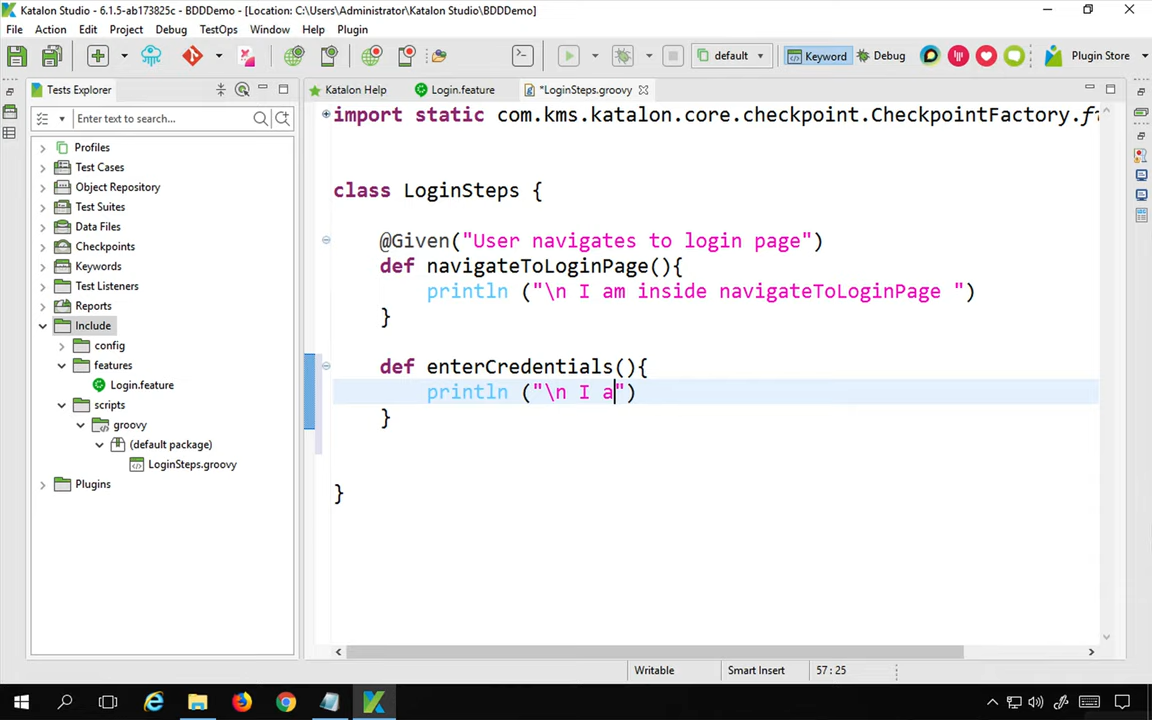 Katalon Studio - 6.1.5-ab173825c - BDDDemo - [Location: C:\Users\Administrator\Katalon Studio\BDDDemo]
File Action Edit Project Debug TestOps Window Help Plugin
default Keyword Debug Plugin Store
Tests Explorer
Katalon Help Login.feature *LoginSteps.groovy
Enter text to search...
Profiles
Test Cases
Object Repository
Test Suites
Data Files
Checkpoints
Keywords
Test Listeners
Reports
Include
config
features
Login.feature
scripts
groovy
(default package)
LoginSteps.groovy
Plugins
import static com.kms.katalon.core.checkpoint.CheckpointFactory.
class LoginSteps {
@Given("User navigates to login page")
def navigateToLoginPage(){
println ("\n I am inside navigateToLoginPage ")
}
def enterCredentials(){
println ("\n I a")
}
}
Writable Smart Insert 57 : 25